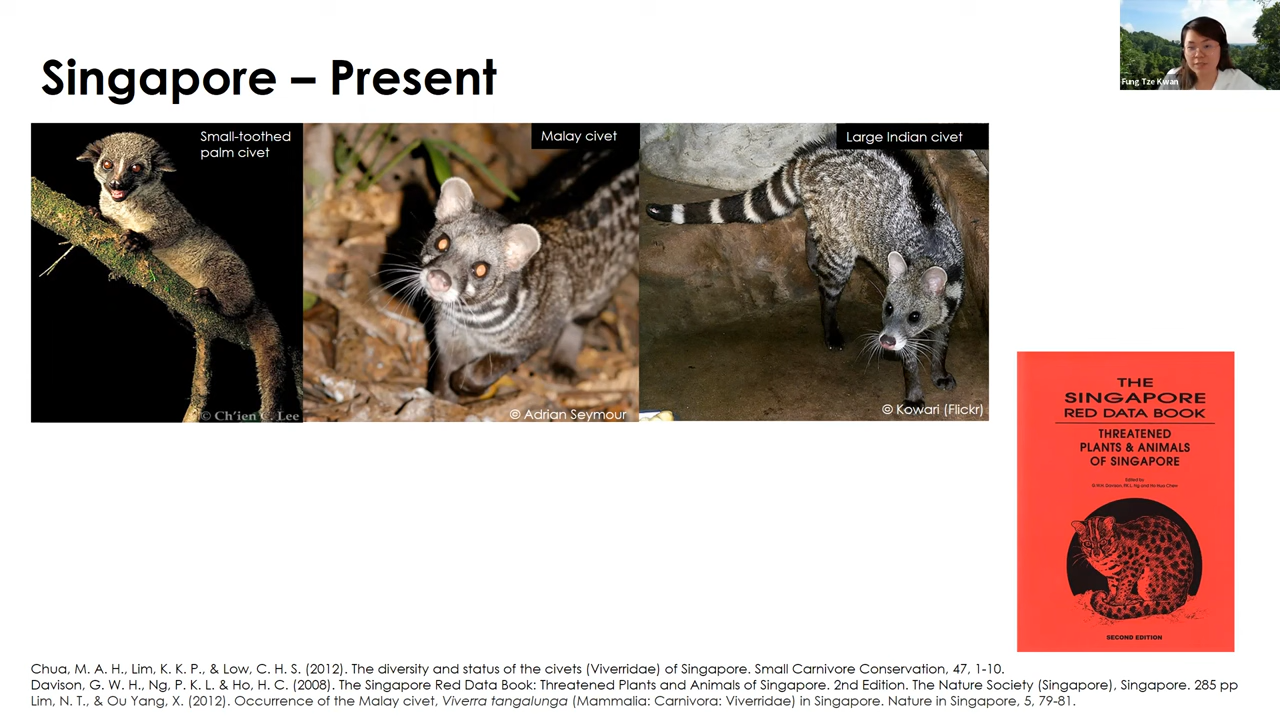 Fung Tze Kwan
Singapore – Present
Small-toothed
palm civet
Malay civet
Large Indian civet
© Ch'ien C. Lee
© Adrian Seymour
© Kowari (Flickr)
THE
SINGAPORE
RED DATA BOOK
THREATENED
PLANTS & ANIMALS
OF SINGAPORE
Edited by
SECOND EDITION
Chua, M. A. H., Lim, K. K. P., & Low, C. H. S. (2012). The diversity and status of the civets (Viverridae) of Singapore. Small Carnivore Conservation, 47, 1-10.
Davison, G. W. H., Ng, P. K. L. & Ho, H. C. (2008). The Singapore Red Data Book: Threatened Plants and Animals of Singapore. 2nd Edition. The Nature Society (Singapore), Singapore. 285 pp
Lim, N. T., & Ou Yang, X. (2012). Occurrence of the Malay civet, Viverra tangalunga (Mammalia: Carnivora: Viverridae) in Singapore. Nature in Singapore, 5, 79-81.